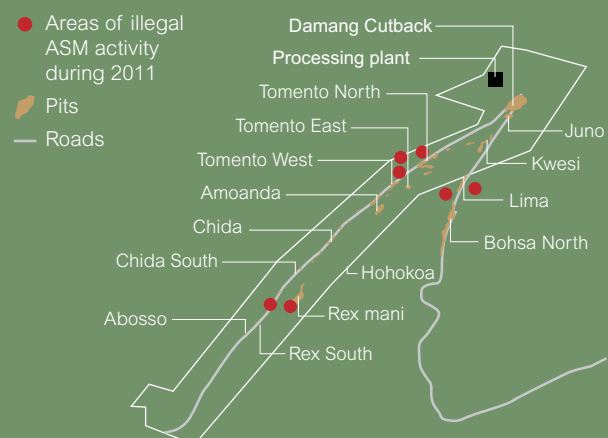 Areas of illegal
ASM activity
during 2011
Pits
Roads
Damang Cutback
Processing plant
Tomento North
Tomento East
Juno
Tomento West
Kwesi
Amoanda
Lima
Chida
Bohsa North
Chida South
Hohokoa
Abosso
Rex mani
Rex South